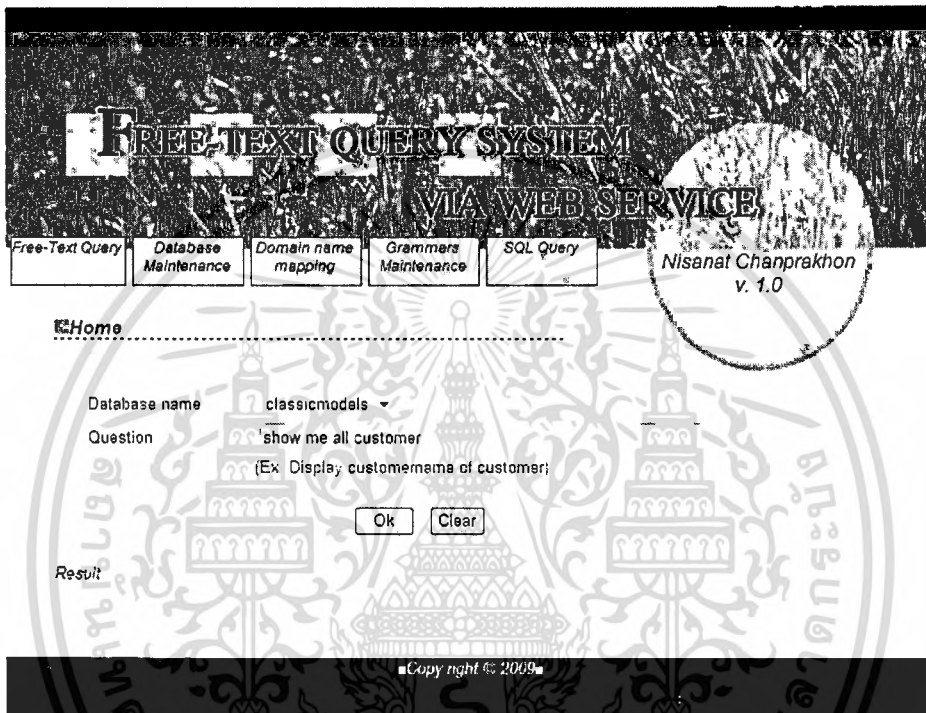 FREE-TEXT QUERY SYSTEM
VIA WEB SERVICE
Free-Text Query
Database Maintenance
Domain name mapping
Grammers Maintenance
SQL Query
Nisanat Chanprakhon
v. 1.0
Home
Database name classicmodels
Question show me all customer
(Ex. Display customername of customer)
Ok Clear
Result
Copy right © 2009